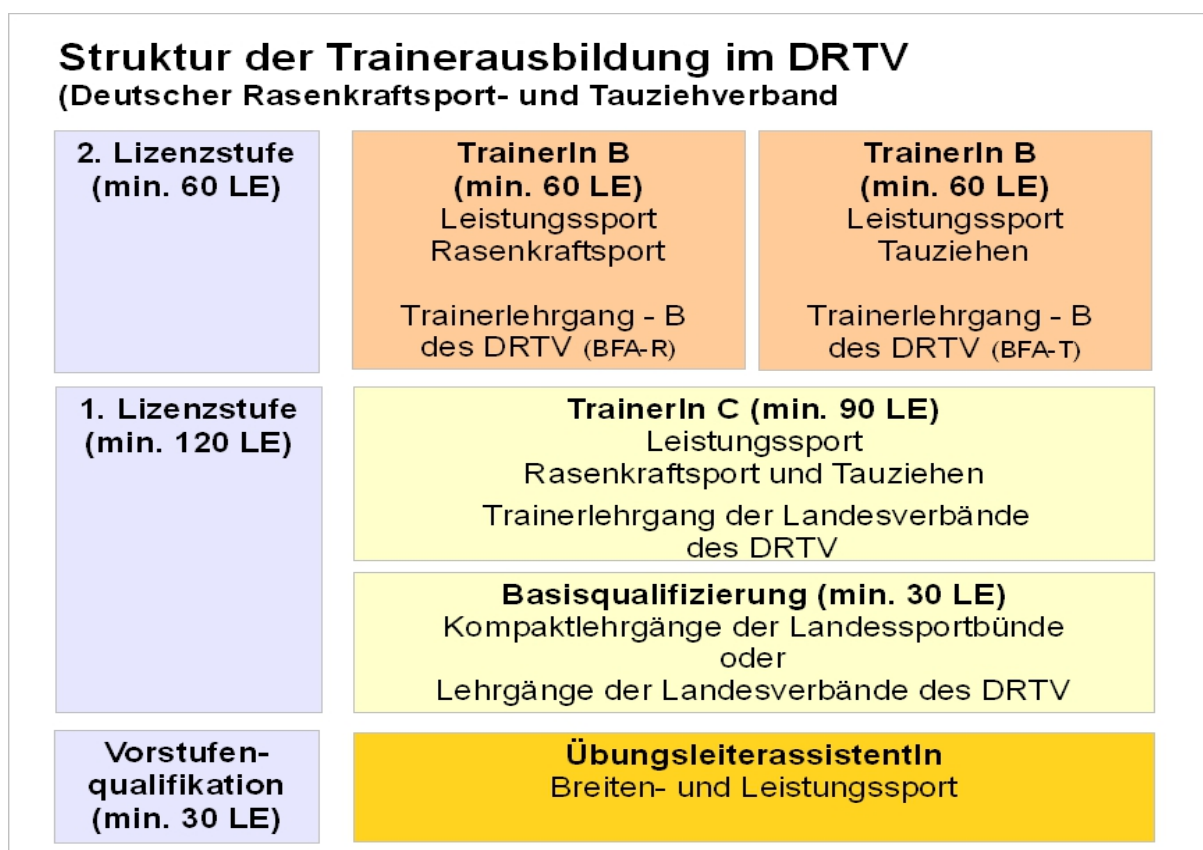 Struktur der Trainerausbildung im DRTV
(Deutscher Rasenkraftsport- und Tauziehverband
2. Lizenzstufe
(min. 60 LE)
TrainerIn B
(min. 60 LE)
Leistungssport
Rasenkraftsport
Trainerlehrgang - B
des DRTV (BFA-R)
TrainerIn B
(min. 60 LE)
Leistungssport
Tauziehen
Trainerlehrgang - B
des DRTV (BFA-T)
1. Lizenzstufe
(min. 120 LE)
TrainerIn C (min. 90 LE)
Leistungssport
Rasenkraftsport und Tauziehen
Trainerlehrgang der Landesverbände
des DRTV
Basisqualifizierung (min. 30 LE)
Kompaktlehrgänge der Landessportbünde
oder
Lehrgänge der Landesverbände des DRTV
Vorstufen-
qualifikation
(min. 30 LE)
ÜbungsleiterassistentIn
Breiten- und Leistungssport